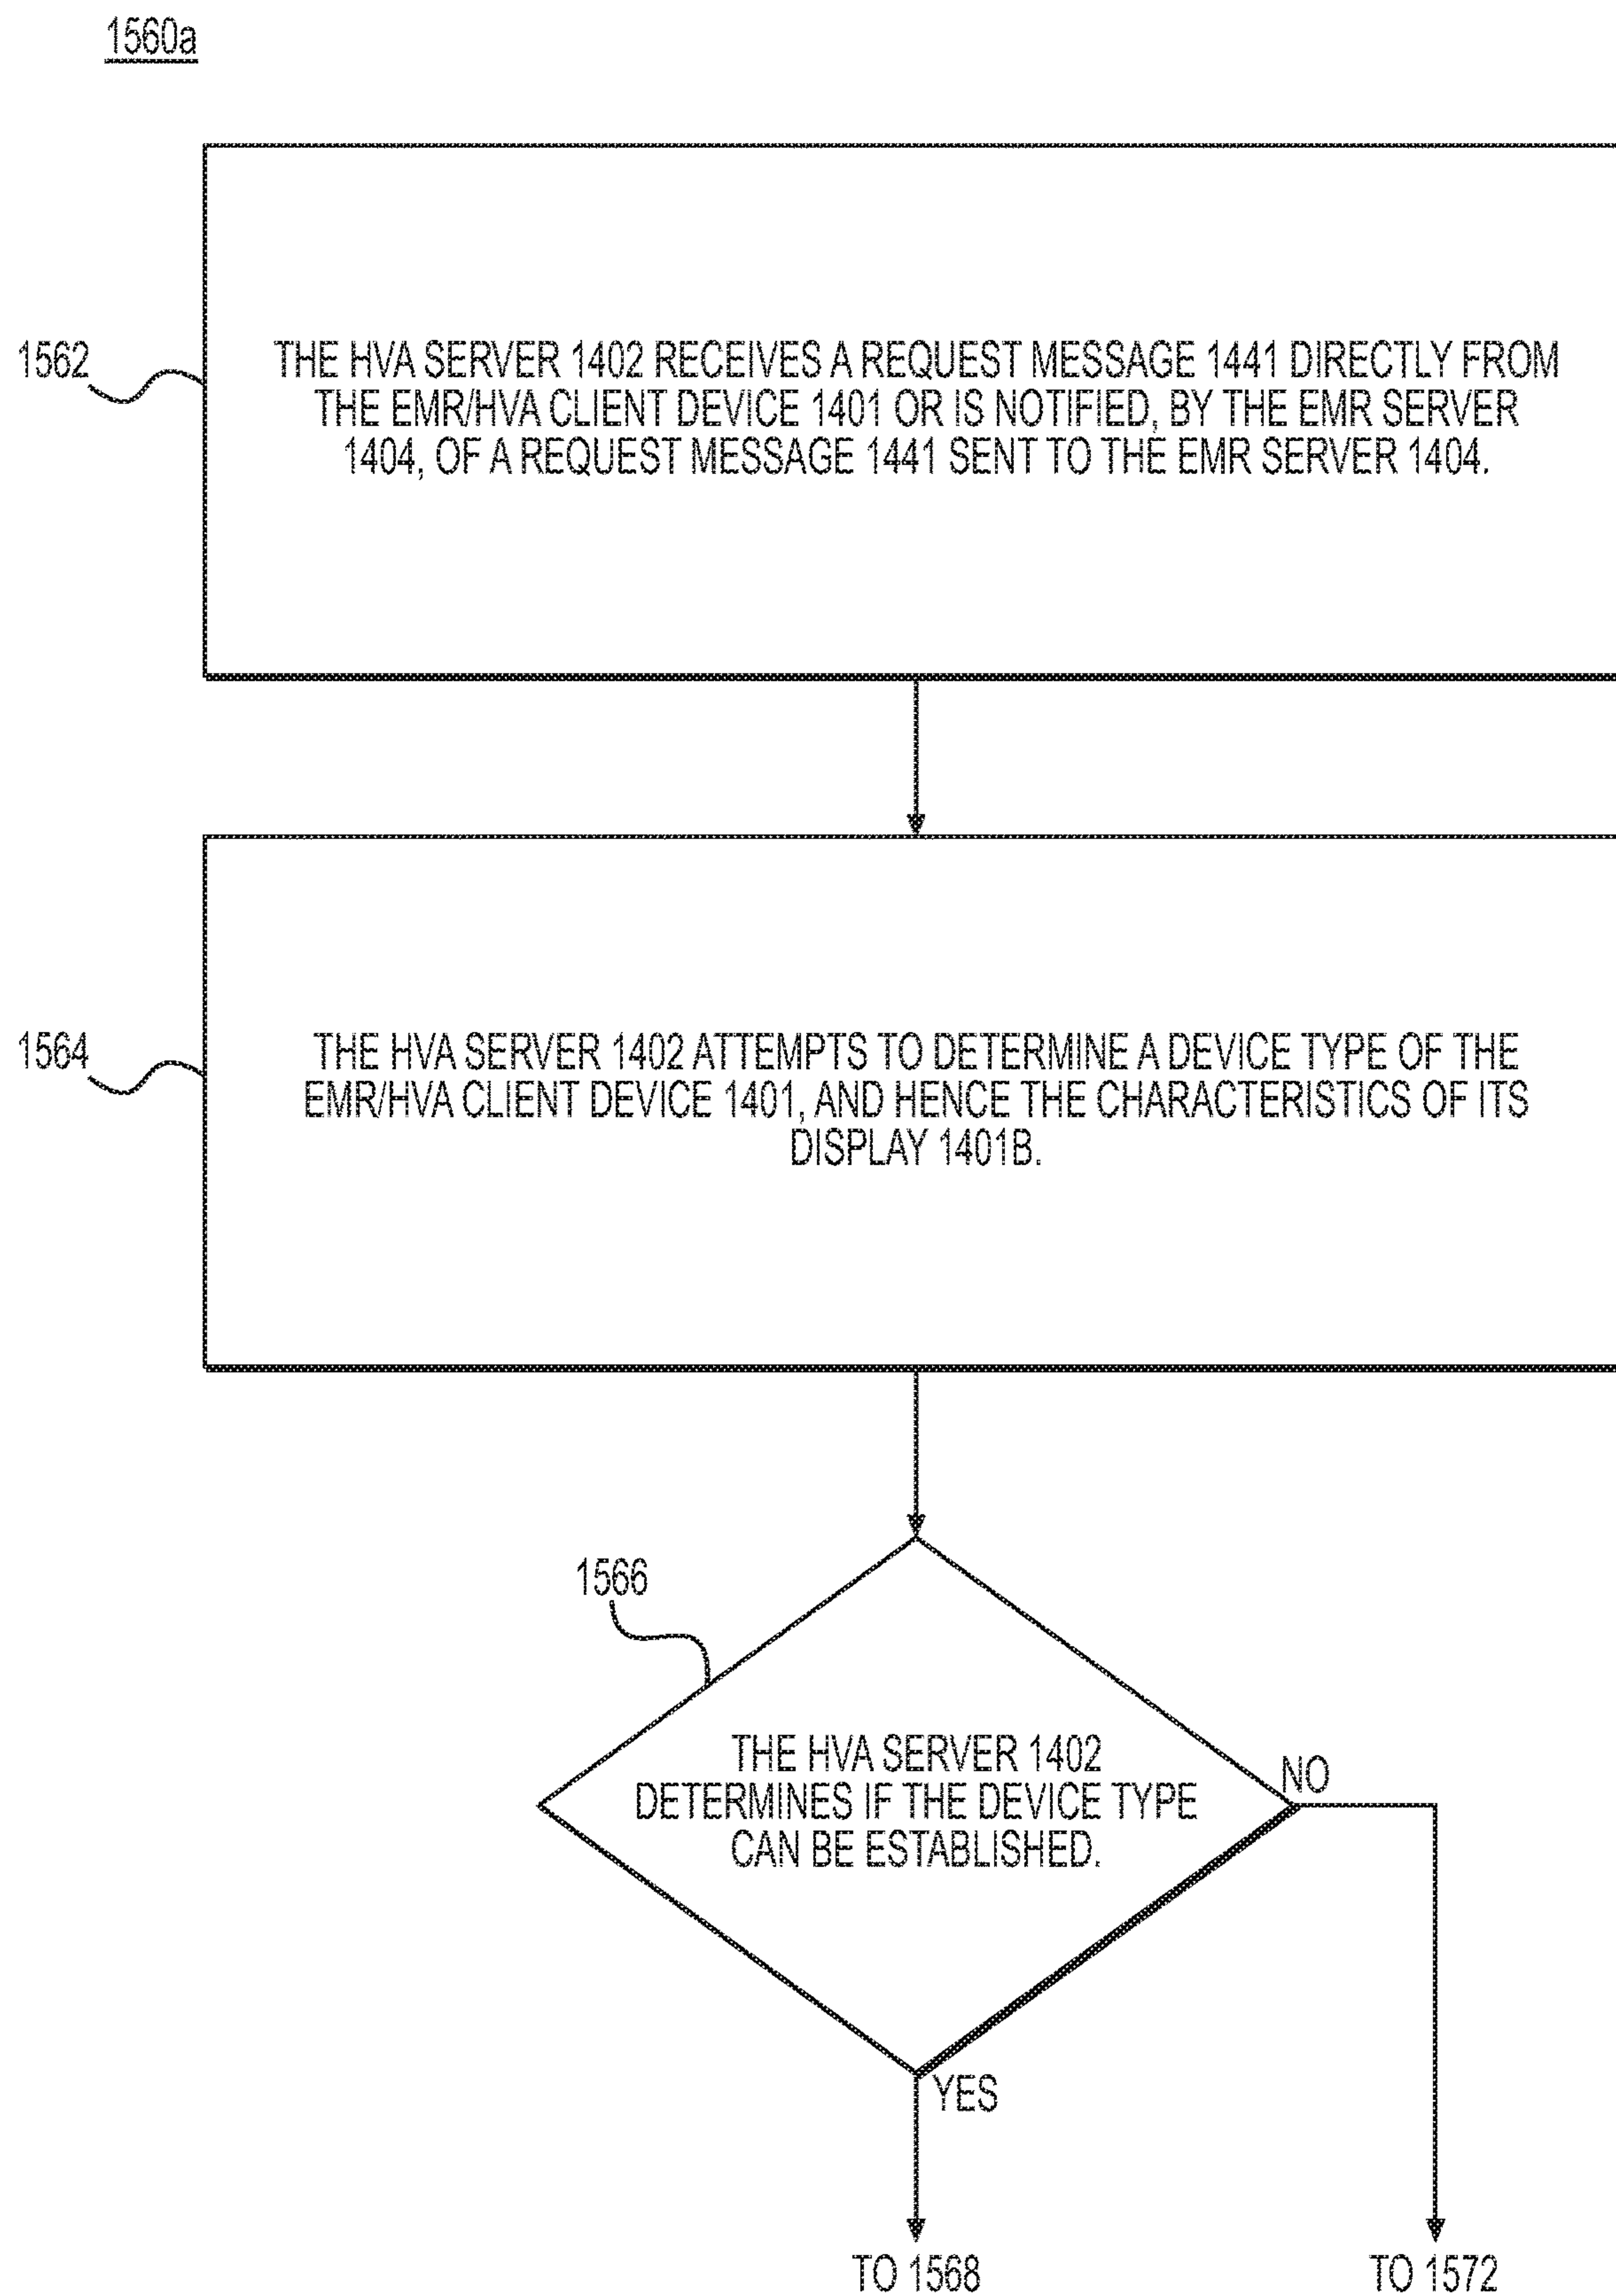 1560a
1562
THE HVA SERVER 1402 RECEIVES A REQUEST MESSAGE 1441 DIRECTLY FROM
THE EMR/HVA CLIENT DEVICE 1401 OR IS NOTIFIED, BY THE EMR SERVER
1404, OF A REQUEST MESSAGE 1441 SENT TO THE EMR SERVER 1404.
1564
THE HVA SERVER 1402 ATTEMPTS TO DETERMINE A DEVICE TYPE OF THE
EMR/HVA CLIENT DEVICE 1401, AND HENCE THE CHARACTERISTICS OF ITS
DISPLAY 1401B.
1566
THE HVA SERVER 1402
DETERMINES IF THE DEVICE TYPE
CAN BE ESTABLISHED.
NO
YES
TO 1568
TO 1572